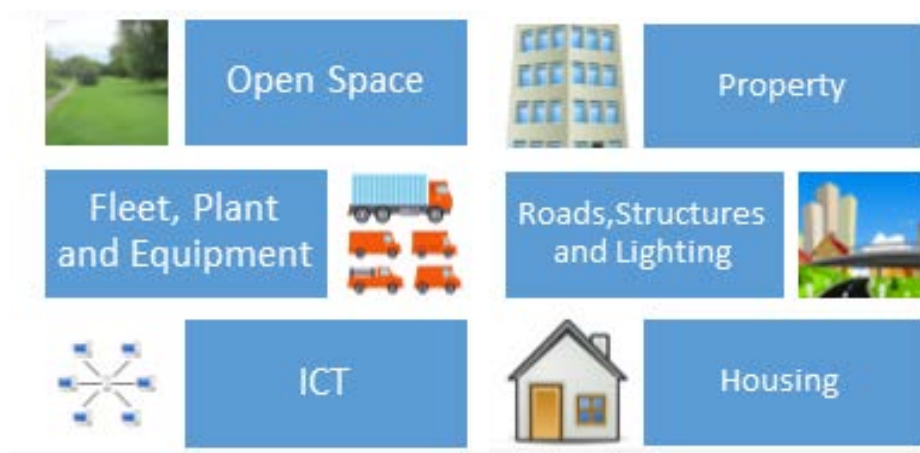 Open Space
Property
Fleet, Plant
and Equipment
Roads,Structures
and Lighting
ICT
Housing